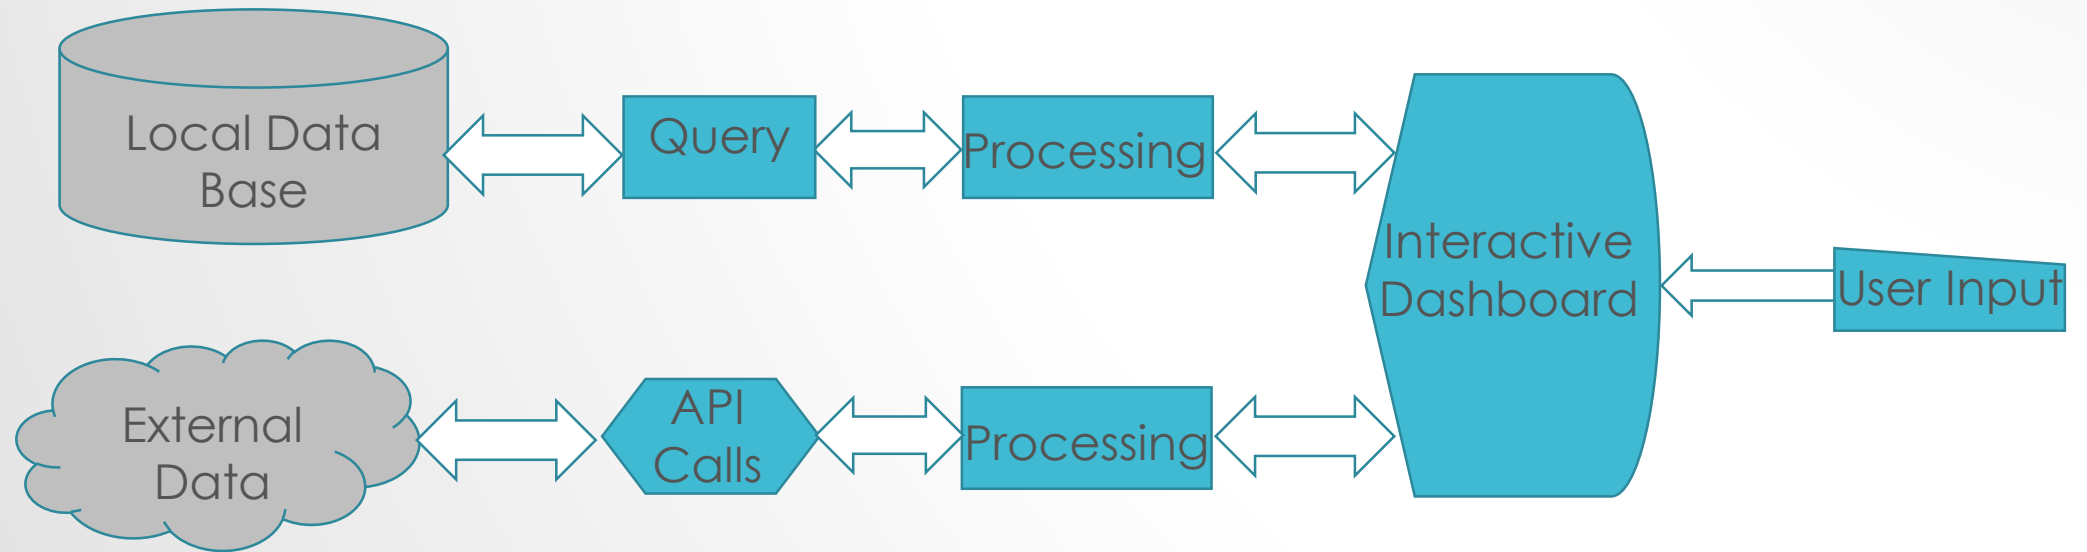 Local Data
Base
Query
Processing
Interactive
Dashboard
User Input
External
Data
API
Calls
Processing